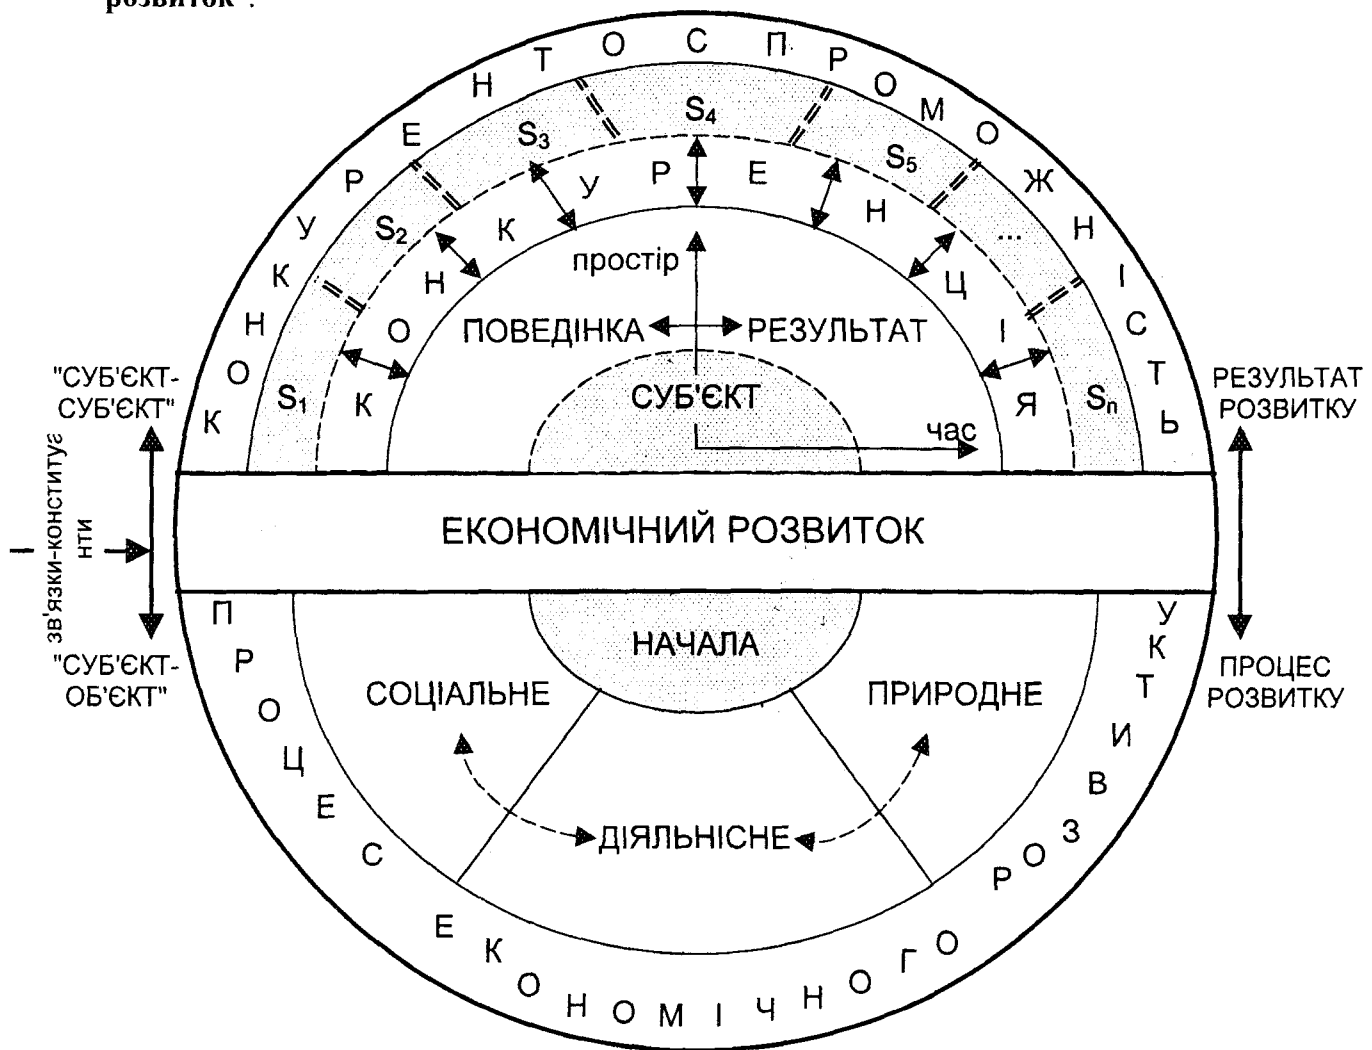 розвиток".
КОНКУРЕНТОСПРОМОЖНІСТЬ
S1
S2
S3
S4
S5
...
Sn
КОНКУРЕНЦІЯ
простір
ПОВЕДІНКА
РЕЗУЛЬТАТ
СУБ'ЄКТ
час
"СУБ'ЄКТ-
СУБ'ЄКТ"
зв'язки-конститує
нти
"СУБ'ЄКТ-
ОБ'ЄКТ"
РЕЗУЛЬТАТ
РОЗВИТКУ
ПРОЦЕС
РОЗВИТКУ
ЕКОНОМІЧНИЙ РОЗВИТОК
НАЧАЛА
СОЦІАЛЬНЕ
ПРИРОДНЕ
ДІЯЛЬНІСНЕ
ПРОЦЕС ЕКОНОМІЧНОГО РОЗВИТКУ